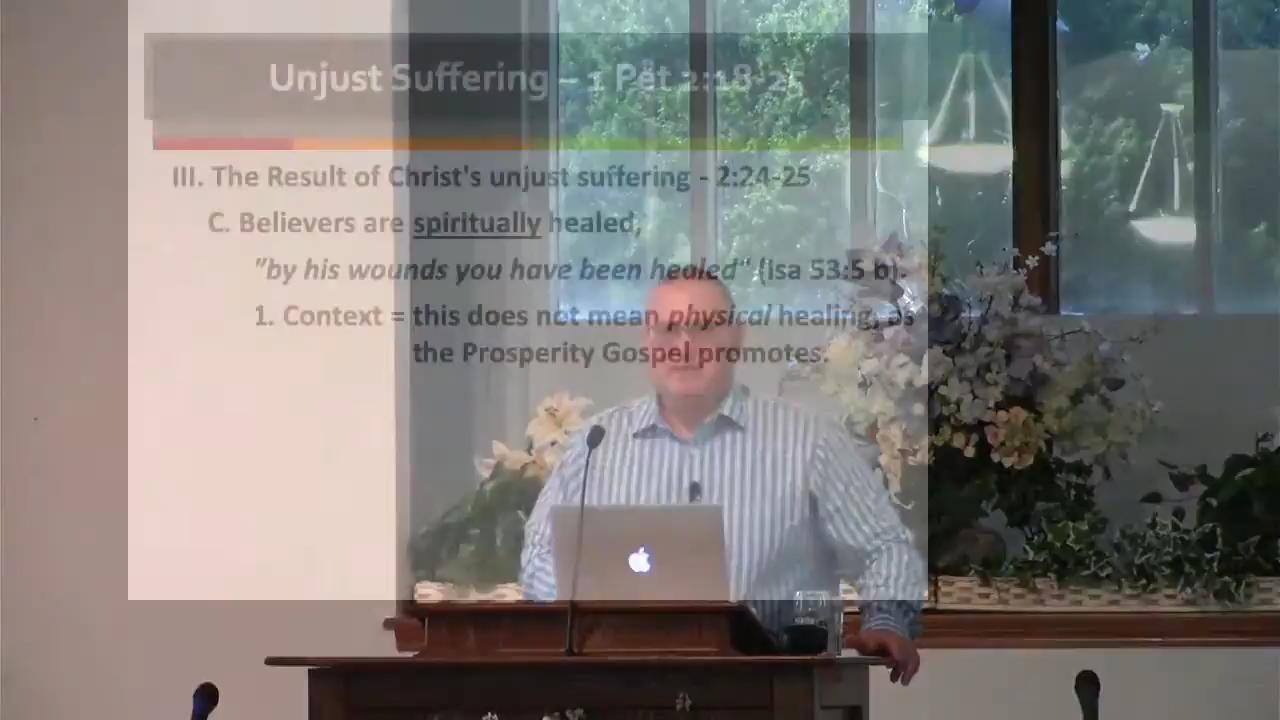 Unjust Suffering – 1 Pet 2:18-25
III. The Result of Christ's unjust suffering - 2:24-25
C. Believers are spiritually healed,
"by his wounds you have been healed" (Isa 53:5 b).
1. Context = this does not mean physical healing, as
the Prosperity Gospel promotes.